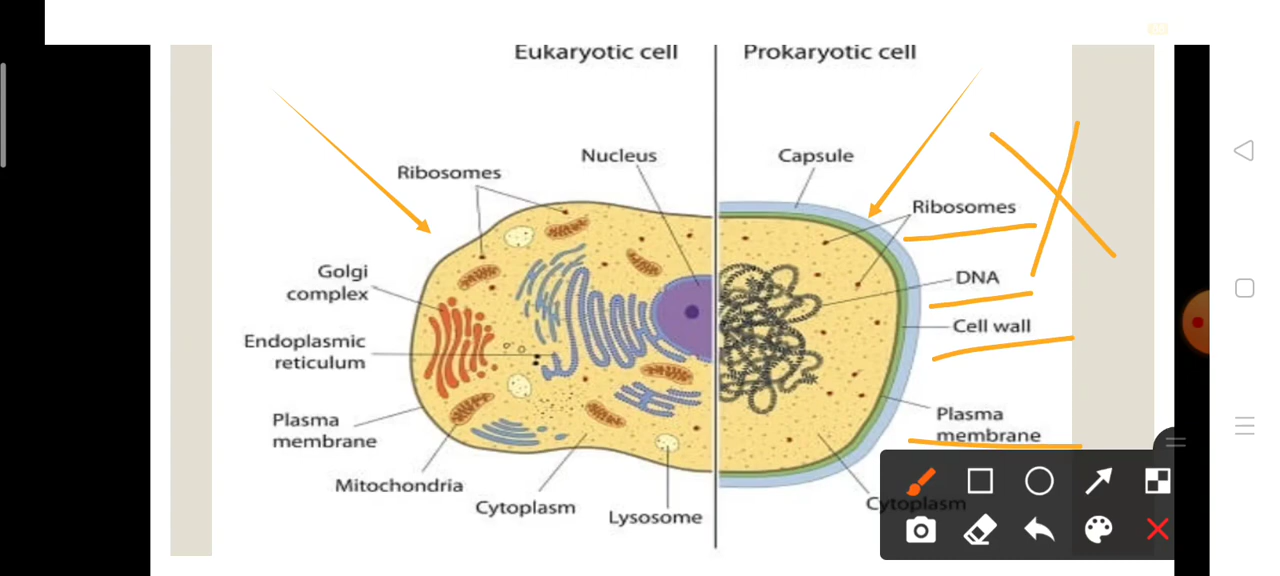 Eukaryotic cell
Prokaryotic cell
Nucleus
Capsule
Ribosomes
Ribosomes
Golgi
complex
DNA
Cell wall
Endoplasmic
reticulum
Plasma
membrane
Plasma
membrane
Mitochondria
Cytoplasm
Lysosome
Cytoplasm